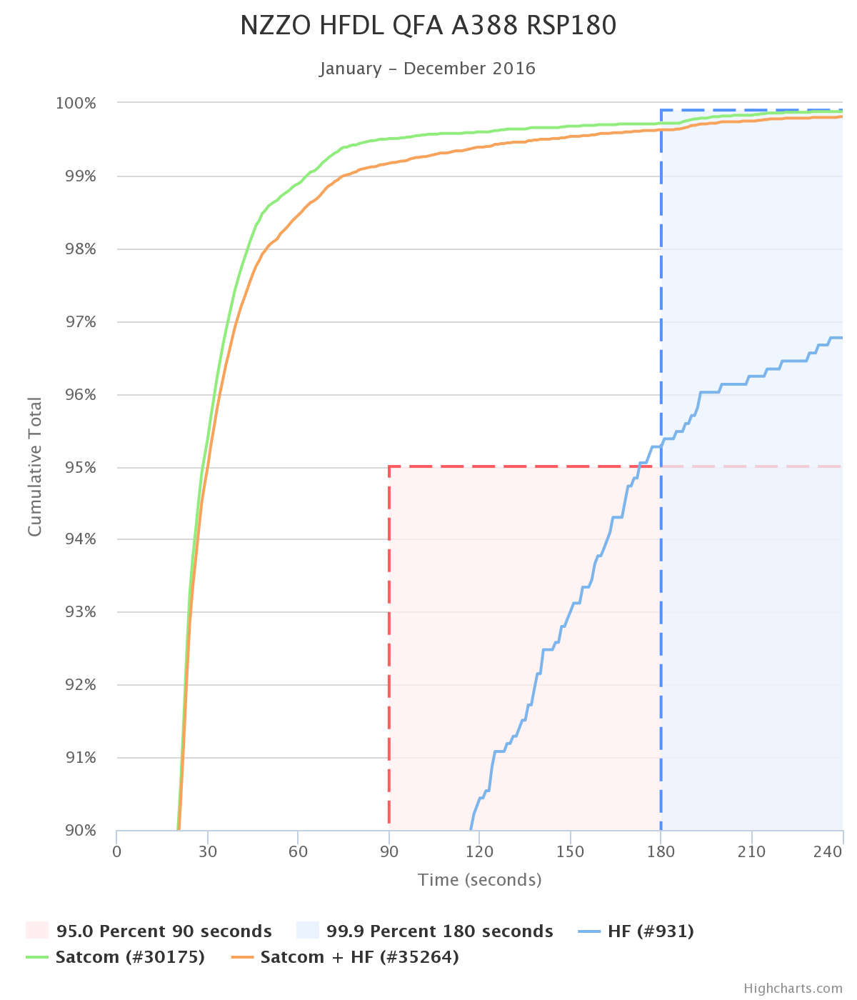 NZZO HFDL QFA A388 RSP180
January – December 2016
100%
99%
98%
97%
96%
95%
94%
93%
92%
91%
90%
Cumulative Total
0 30 60 90 120 150 180 210 240
Time (seconds)
95.0 Percent 90 seconds 99.9 Percent 180 seconds HF (#931)
Satcom (#30175) Satcom + HF (#35264)
Highcharts.com